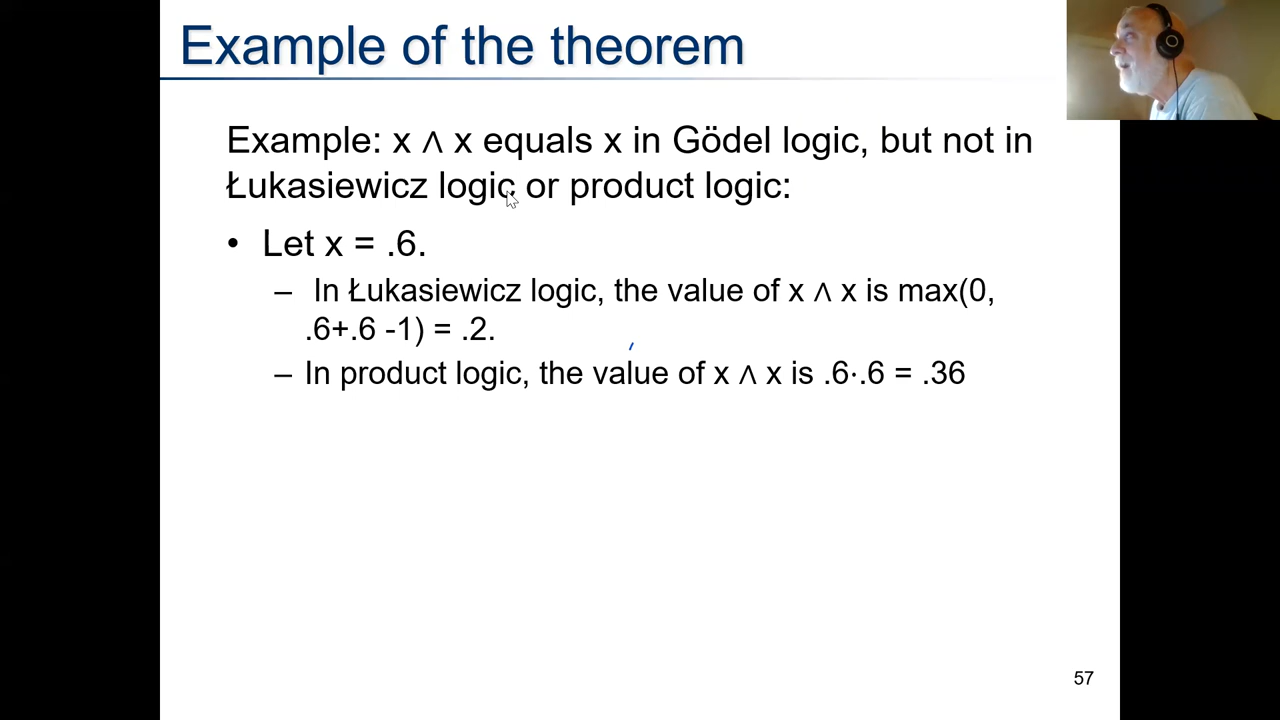 Example of the theorem
Example: x ∧ x equals x in Gödel logic, but not in
Łukasiewicz logic or product logic:
• Let x = .6.
– In Łukasiewicz logic, the value of x ∧ x is max(0,
.6+.6 -1) = .2.
– In product logic, the value of x ∧ x is .6·.6 = .36
57